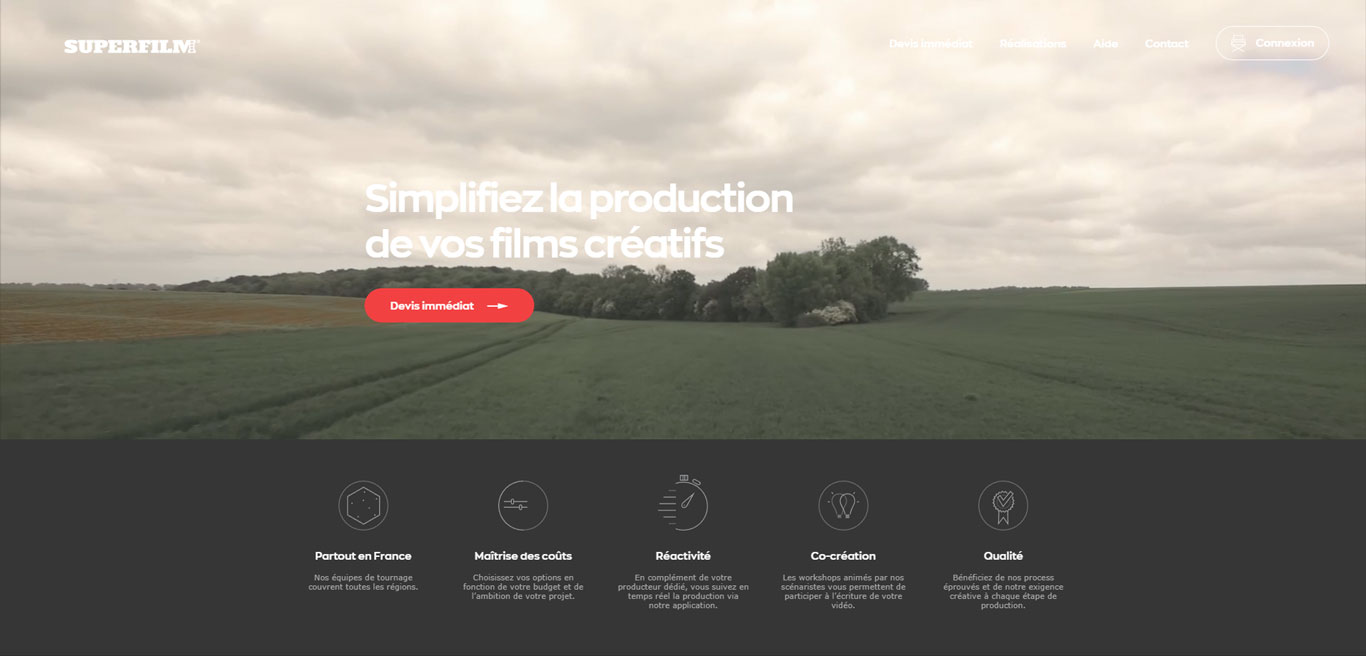 SUPERFILM
Devis immédiat
Réalisations
Aide
Contact
Connexion
Simplifiez la production
de vos films créatifs
Devis immédiat
Partout en France
Nos équipes de tournage
couvrent toutes les régions.
Maîtrise des coûts
Choisissez vos options en
fonction de votre budget et de
l'ambition de votre projet.
Réactivité
En complément de votre
producteur dédié, vous suivez en
temps réel la production via
notre application.
Co-création
Les workshops animés par nos
scénaristes vous permettent de
participer à l'écriture de votre
vidéo.
Qualité
Bénéficiez de nos process
éprouvés et de notre exigence
créative à chaque étape de
production.